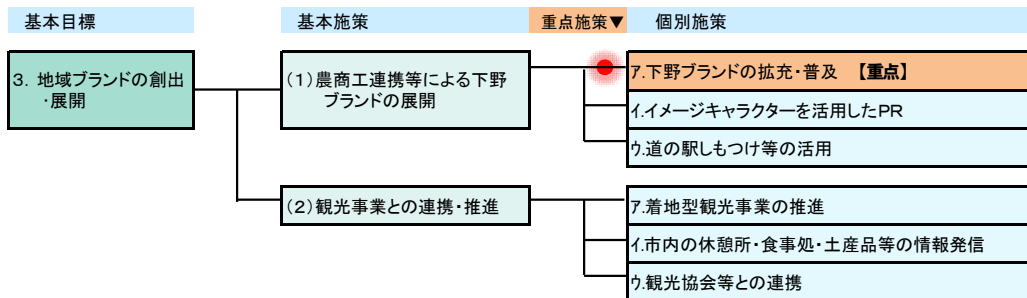 基本目標 基本施策 重点施策▼ 個別施策
3. 地域ブランドの創出
・展開
(1)農商工連携等による下野
ブランドの展開
ｱ.下野ブランドの拡充・普及 【重点】
ｲ.イメージキャラクターを活用したPR
ｳ.道の駅しもつけ等の活用
(2)観光事業との連携・推進
ｱ.着地型観光事業の推進
ｲ.市内の休憩所・食事処・土産品等の情報発信
ｳ.観光協会等との連携